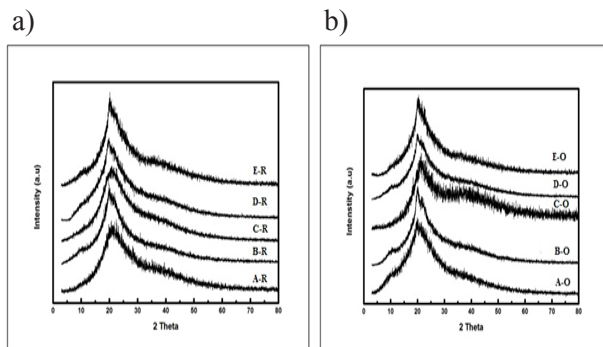 a)
Intensity (a.u)
E-R
D-R
C-R
B-R
A-R
0 10 20 30 40 50 60 70 80
2 Theta
b)
Intenstity (a.u)
E-O
D-O
C-O
B-O
A-O
0 10 20 30 40 50 60 70 80
2 Theta